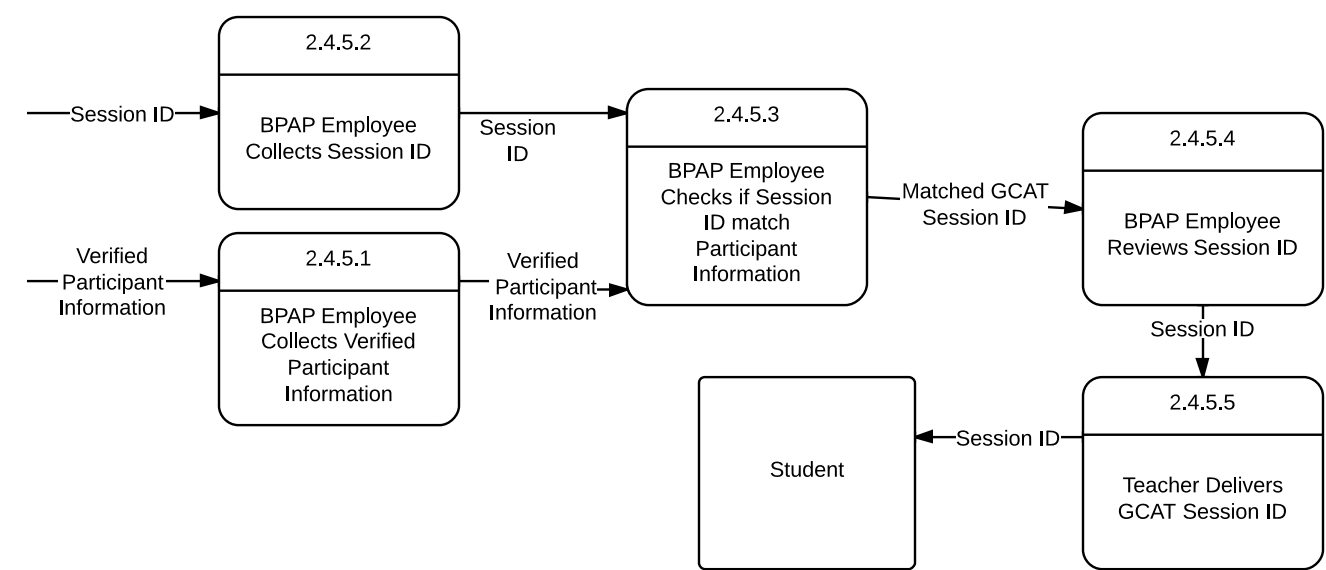 2.4.5.2
Session ID
BPAP Employee
Collects Session ID
Session
ID
2.4.5.3
BPAP Employee
Checks if Session
ID match
Participant
Information
Matched GCAT
Session ID
2.4.5.4
BPAP Employee
Reviews Session ID
Verified
Participant
Information
2.4.5.1
BPAP Employee
Collects Verified
Participant
Information
Verified
Participant
Information
Session ID
2.4.5.5
Teacher Delivers
GCAT Session ID
Session ID
Student